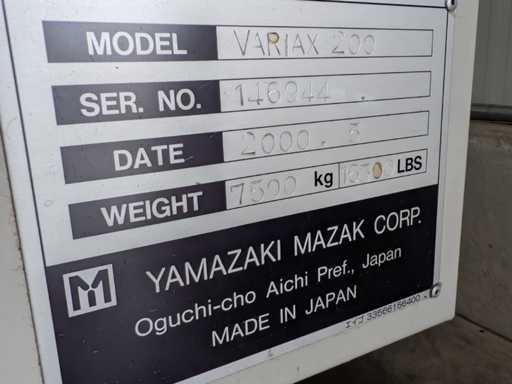 MODEL VARIAX 200
SER. NO. 146944
DATE 2000. 5
WEIGHT 7500 kg LBS
YAMAZAKI MAZAK CORP.
Oguchi-cho Aichi Pref., Japan
MADE IN JAPAN